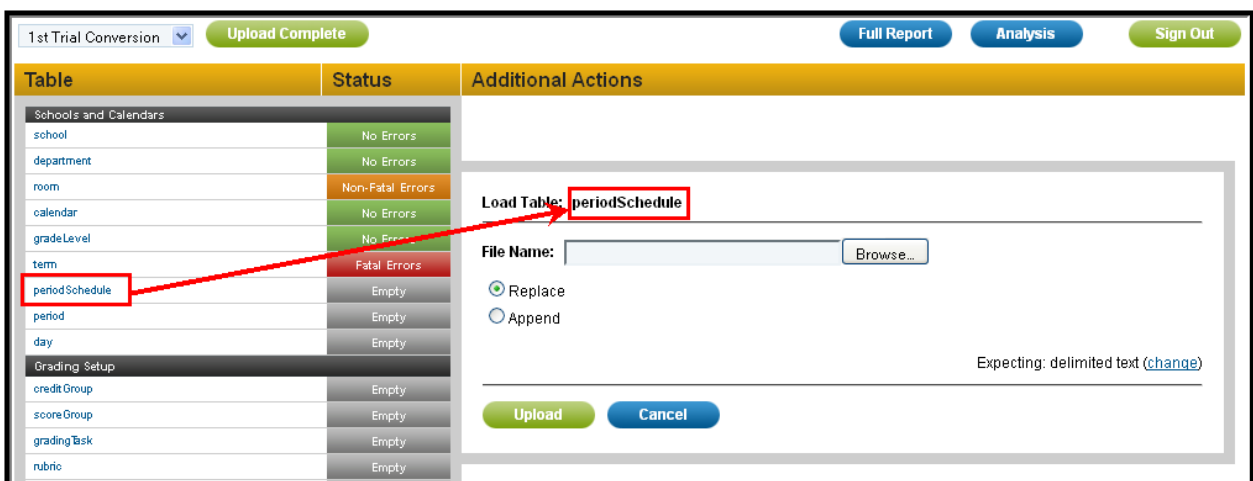 1st Trial Conversion Upload Complete Full Report Analysis Sign Out
Table Status Additional Actions
Schools and Calendars
school No Errors
department No Errors
room Non-Fatal Errors
calendar No Errors
gradeLevel No Errors
term Fatal Errors
periodSchedule Empty
period Empty
day Empty
Grading Setup
creditGroup Empty
scoreGroup Empty
gradingTask Empty
rubric Empty
Load Table: periodSchedule
File Name: Browse...
Replace
Append
Expecting: delimited text (change)
Upload Cancel